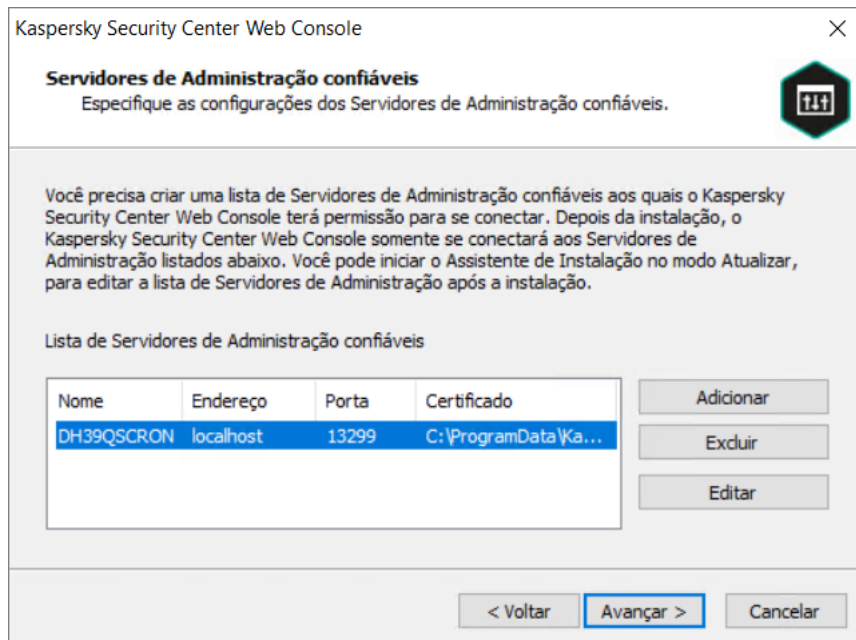 Kaspersky Security Center Web Console
Servidores de Administração confiáveis
Especifique as configurações dos Servidores de Administração confiáveis.
Você precisa criar uma lista de Servidores de Administração confiáveis aos quais o Kaspersky
Security Center Web Console terá permissão para se conectar. Depois da instalação, o
Kaspersky Security Center Web Console somente se conectará aos Servidores de
Administração listados abaixo. Você pode iniciar o Assistente de Instalação no modo Atualizar,
para editar a lista de Servidores de Administração após a instalação.
Lista de Servidores de Administração confiáveis
Nome Endereço Porta Certificado
DH39QSCRON localhost 13299 C:\ProgramData\Ka...
Adicionar
Excluir
Editar
< Voltar Avançar > Cancelar